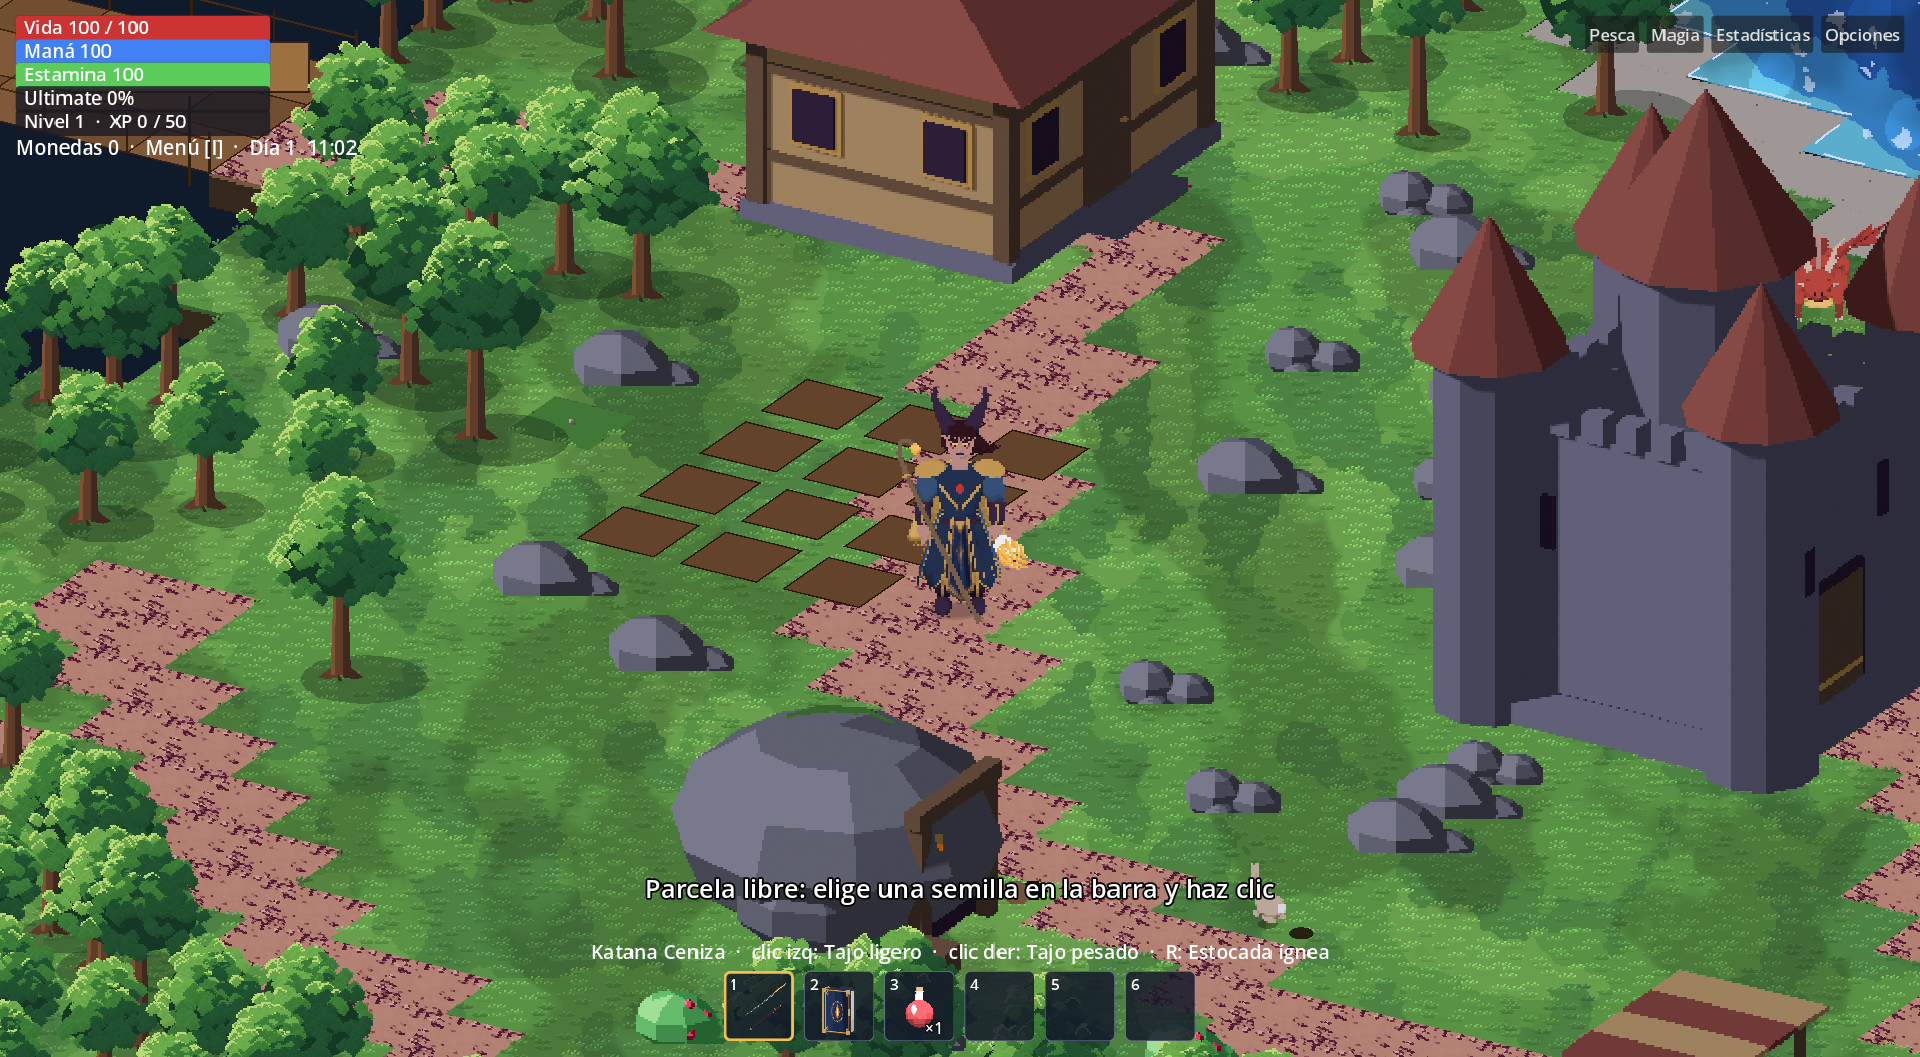 Vida 100 / 100
Maná 100
Estamina 100
Ultimate 0%
Nivel 1 · XP 0 / 50
Monedas 0 · Menú [I] · Día 1 11:02
Pesca Magia Estadísticas Opciones
Parcela libre: elige una semilla en la barra y haz clic
Katana Ceniza · clic izq: Tajo ligero · clic der: Tajo pesado · R: Estocada ígnea
1 2 3 4 5 6
×1